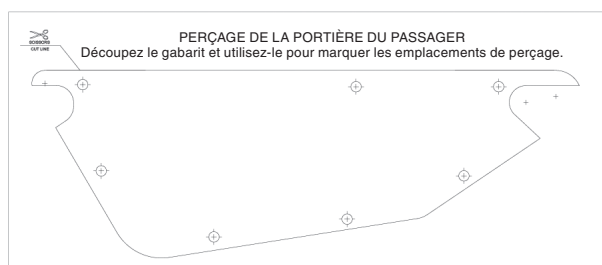 SCISSORS
CUT LINE
PERÇAGE DE LA PORTIÈRE DU PASSAGER
Découpez le gabarit et utilisez-le pour marquer les emplacements de perçage.